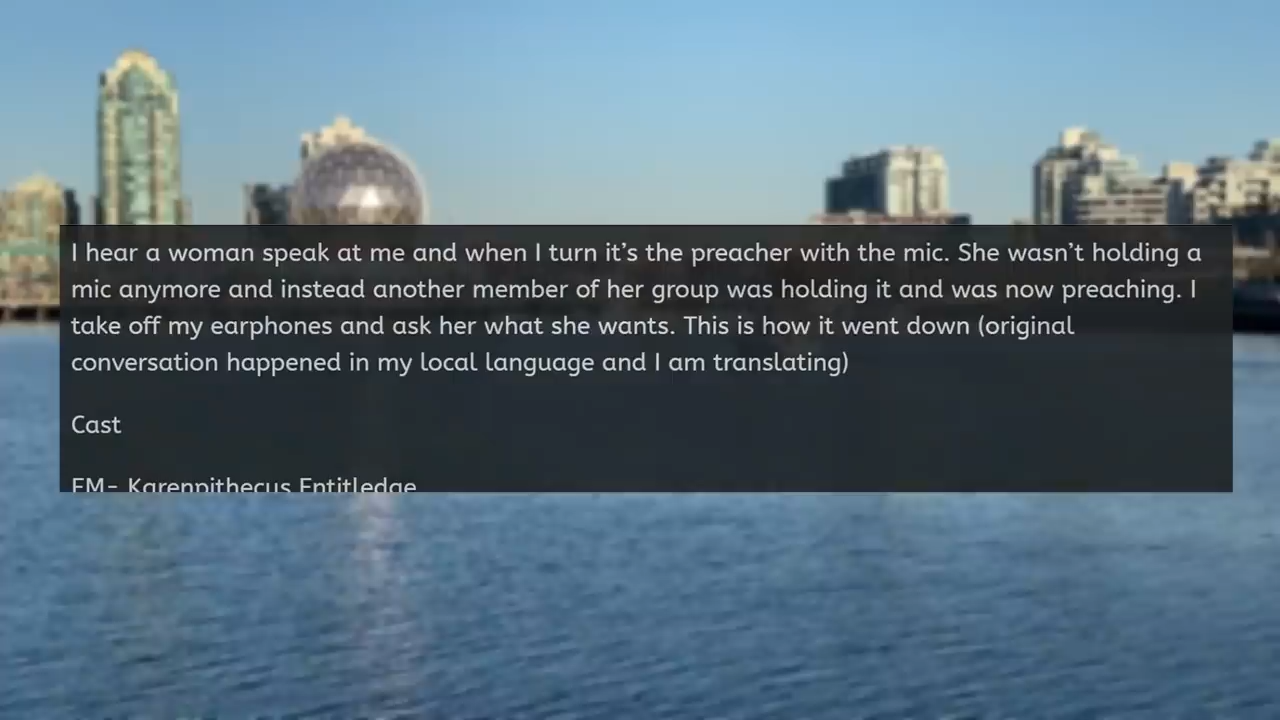 I hear a woman speak at me and when I turn it’s the preacher with the mic. She wasn’t holding a
mic anymore and instead another member of her group was holding it and was now preaching. I
take off my earphones and ask her what she wants. This is how it went down (original
conversation happened in my local language and I am translating)
Cast
EM- Karenpithecus Entitledge